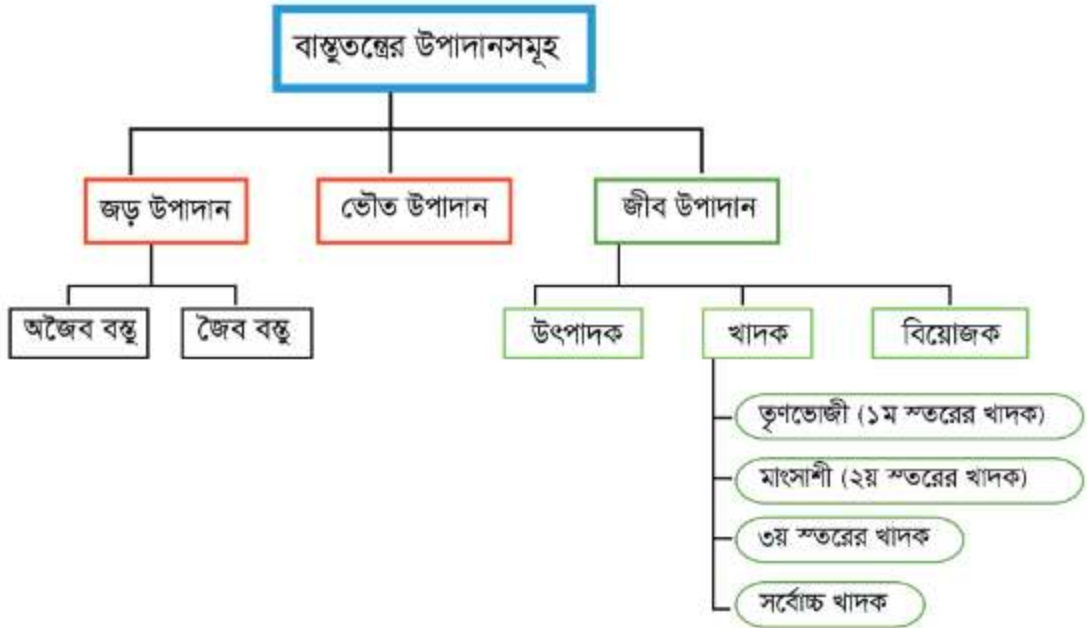 বাস্তুতন্ত্রের উপাদানসমূহ
জড় উপাদান
ভৌত উপাদান
জীব উপাদান
অজৈব বস্তু
জৈব বস্তু
উৎপাদক
খাদক
বিয়োজক
তৃণভোজী (১ম স্তরের খাদক)
মাংসাশী (২য় স্তরের খাদক)
৩য় স্তরের খাদক
সর্বোচ্চ খাদক